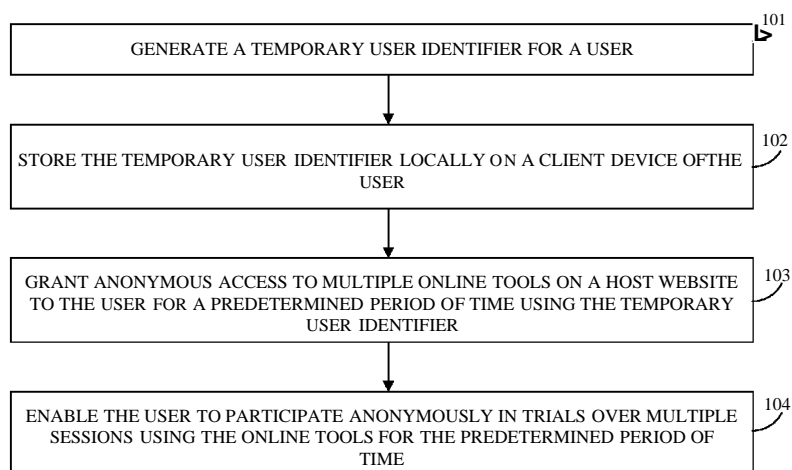 101
GENERATE A TEMPORARY USER IDENTIFIER FOR A USER
102
STORE THE TEMPORARY USER IDENTIFIER LOCALLY ON A CLIENT DEVICE OFTHE
USER
103
GRANT ANONYMOUS ACCESS TO MULTIPLE ONLINE TOOLS ON A HOST WEBSITE
TO THE USER FOR A PREDETERMINED PERIOD OF TIME USING THE TEMPORARY
USER IDENTIFIER
104
ENABLE THE USER TO PARTICIPATE ANONYMOUSLY IN TRIALS OVER MULTIPLE
SESSIONS USING THE ONLINE TOOLS FOR THE PREDETERMINED PERIOD OF
TIME